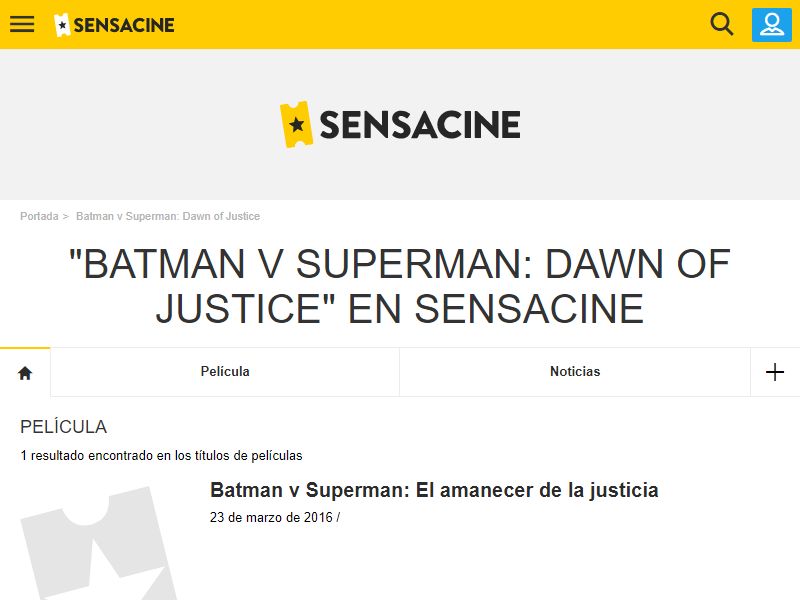 SENSACINE
SENSACINE
Portada > Batman v Superman: Dawn of Justice
"BATMAN V SUPERMAN: DAWN OF
JUSTICE" EN SENSACINE
Película
Noticias
PELÍCULA
1 resultado encontrado en los títulos de películas
Batman v Superman: El amanecer de la justicia
23 de marzo de 2016 /